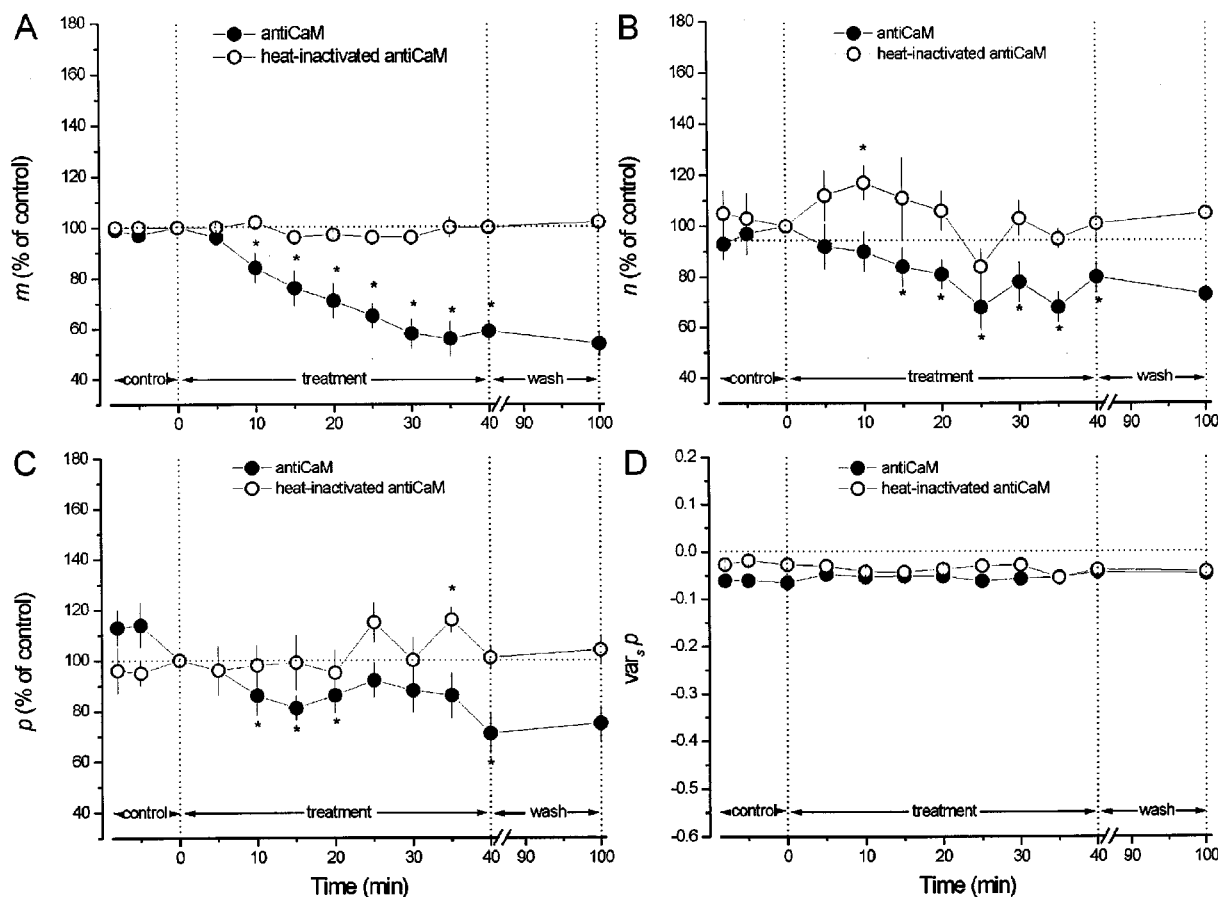 A
180
160
140
120
100
80
60
40
m (% of control)
antiCaM
heat-inactivated antiCaM
control
treatment
wash
0 10 20 30 40 90 100
B
180
160
140
120
100
80
60
40
n (% of control)
antiCaM
heat-inactivated antiCaM
* * * * * * *
control
treatment
wash
0 10 20 30 40 90 100
C
180
160
140
120
100
80
60
40
p (% of control)
antiCaM
heat-inactivated antiCaM
control
treatment
wash
0 10 20 30 40 90 100
Time (min)
D
0.2
0.1
0.0
-0.1
-0.2
-0.3
-0.4
-0.5
-0.6
vars p
antiCaM
heat-inactivated antiCaM
control
treatment
wash
0 10 20 30 40 90 100
Time (min)